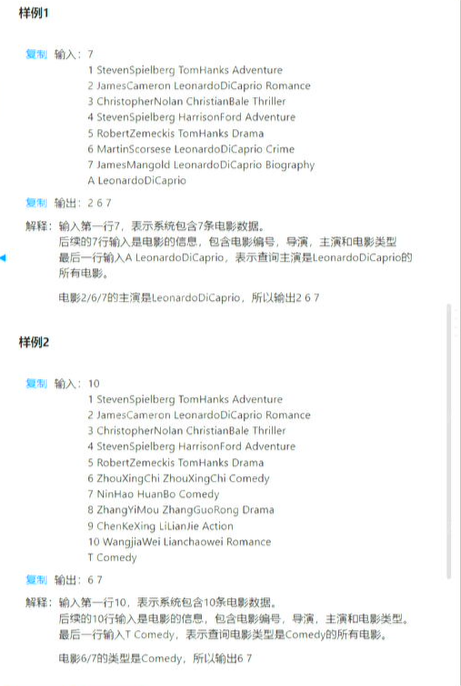 样例1
复制 输入：7
1 StevenSpielberg TomHanks Adventure
2 JamesCameron LeonardoDiCaprio Romance
3 ChristopherNolan ChristianBale Thriller
4 StevenSpielberg HarrisonFord Adventure
5 RobertZemeckis TomHanks Drama
6 MartinScorsese LeonardoDiCaprio Crime
7 JamesMangold LeonardoDiCaprio Biography
A LeonardoDiCaprio
复制 输出：2 6 7
解释：输入第一行7，表示系统包含7条电影数据。
后续的7行输入是电影的信息，包含电影编号，导演，主演和电影类型
最后一行输入A LeonardoDiCaprio，表示查询主演是LeonardoDiCaprio的
所有电影。
电影2/6/7的主演是LeonardoDiCaprio，所以输出2 6 7
样例2
复制 输入：10
1 StevenSpielberg TomHanks Adventure
2 JamesCameron LeonardoDiCaprio Romance
3 ChristopherNolan ChristianBale Thriller
4 StevenSpielberg HarrisonFord Adventure
5 RobertZemeckis TomHanks Drama
6 ZhouXingChi ZhouXingChi Comedy
7 NinHao HuanBo Comedy
8 ZhangYiMou ZhangGuoRong Drama
9 ChenKeXing LiLianJie Action
10 WangjiaWei Lianchaowei Romance
T Comedy
复制 输出：6 7
解释：输入第一行10，表示系统包含10条电影数据。
后续的10行输入是电影的信息，包含电影编号，导演，主演和电影类型。
最后一行输入T Comedy，表示查询电影类型是Comedy的所有电影。
电影6/7的类型是Comedy，所以输出6 7